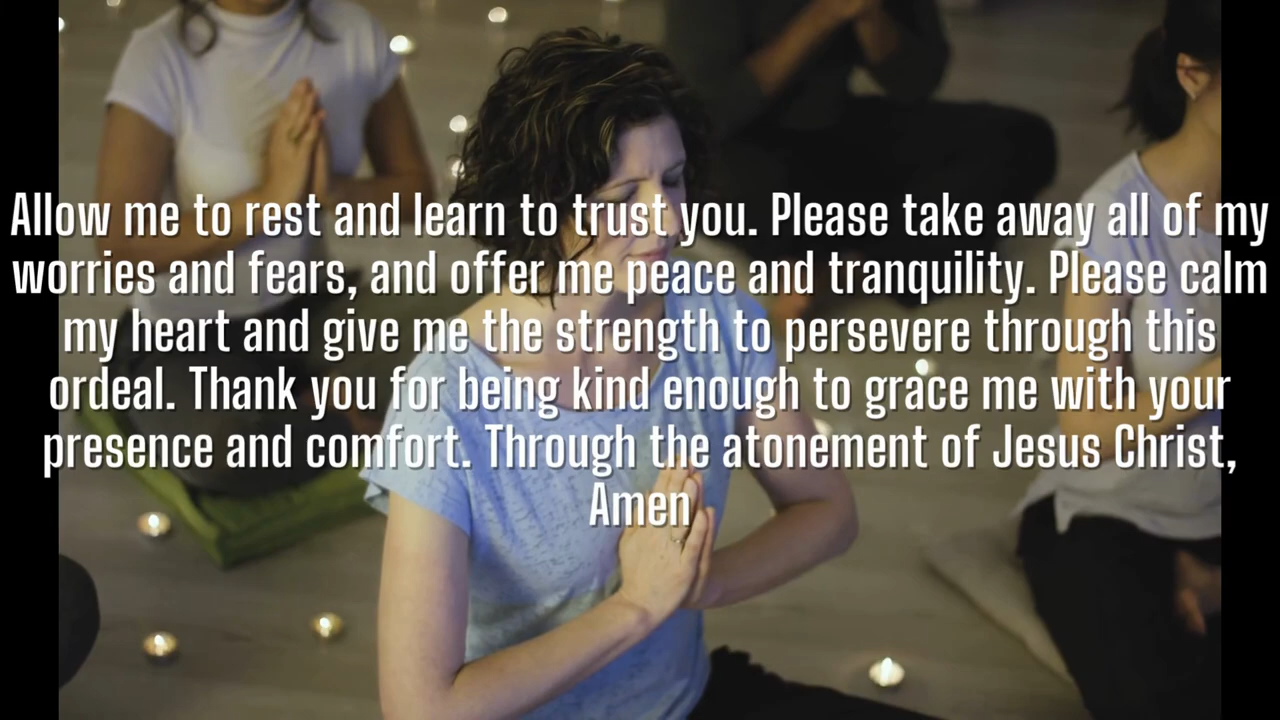 Allow me to rest and learn to trust you. Please take away all of my
worries and fears, and offer me peace and tranquility. Please calm
my heart and give me the strength to persevere through this
ordeal. Thank you for being kind enough to grace me with your
presence and comfort. Through the atonement of Jesus Christ,
Amen